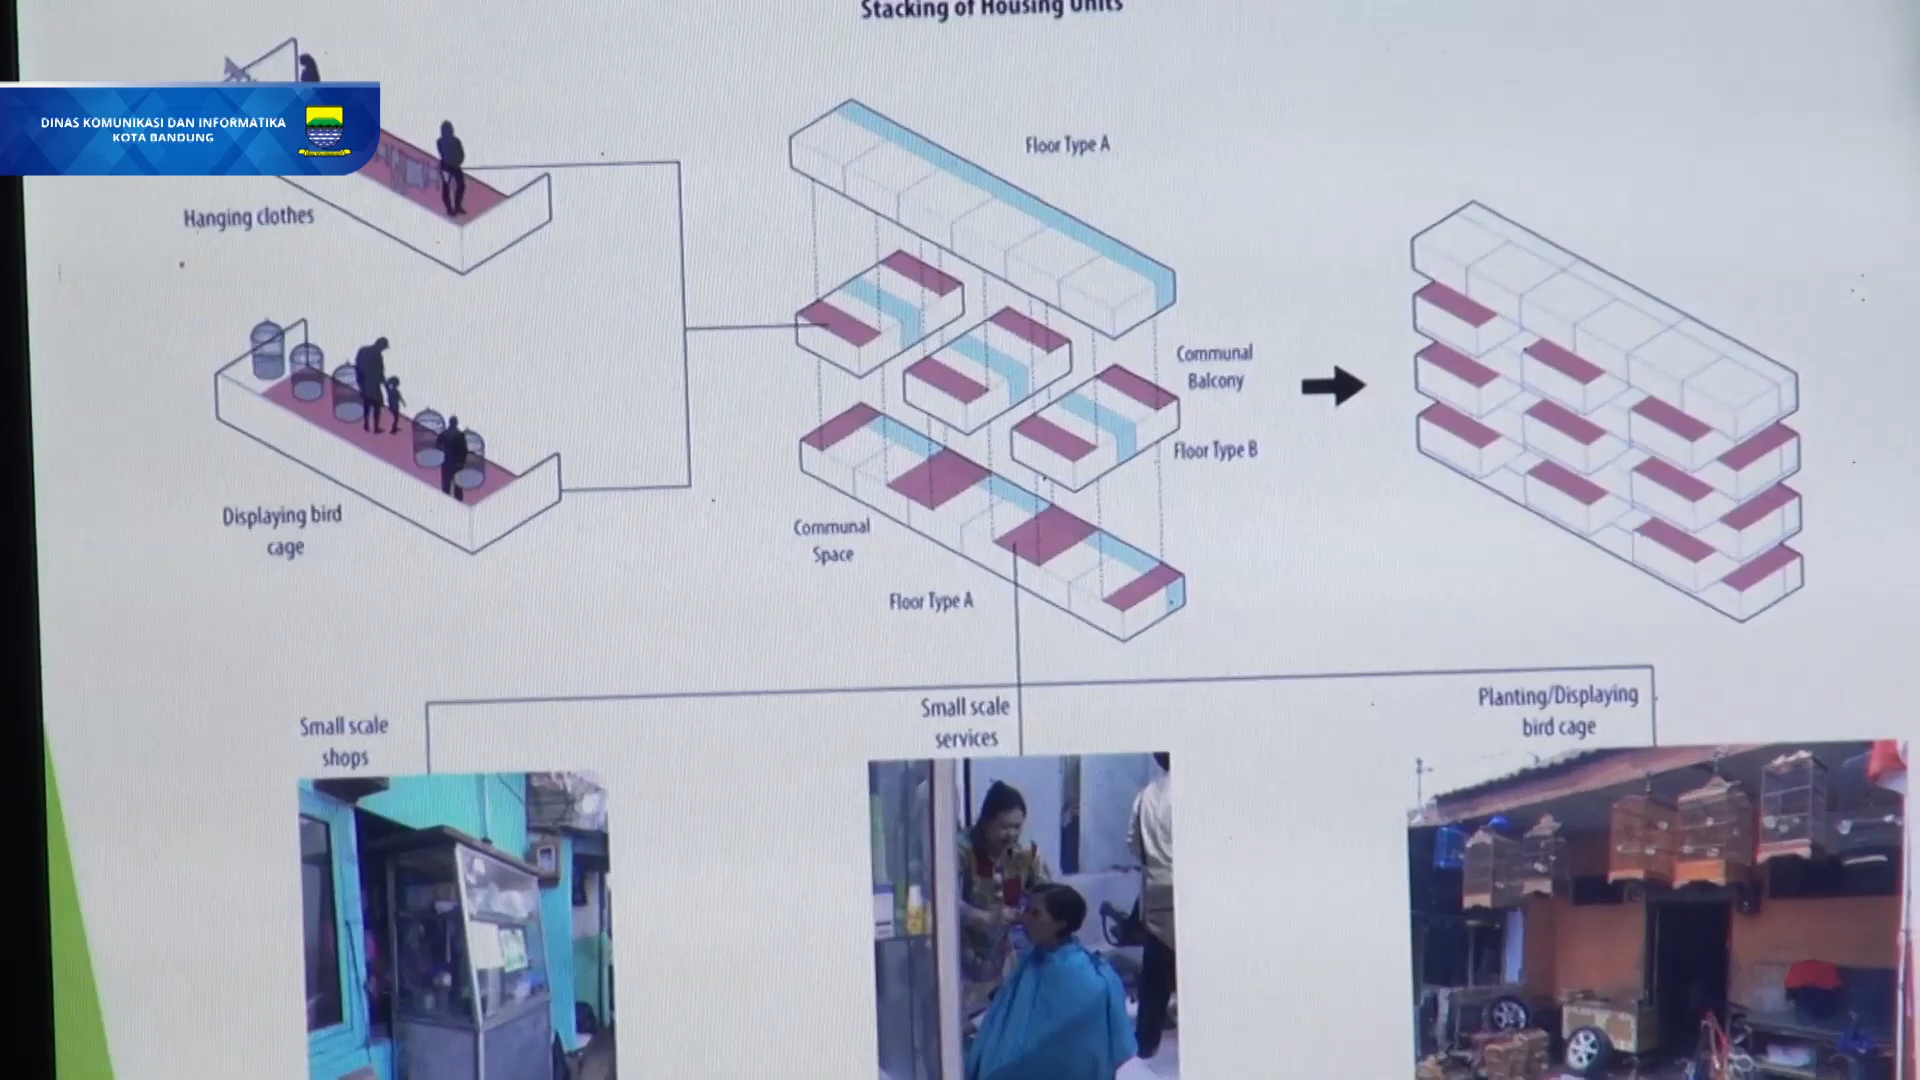 Stacking of Housing Units
DINAS KOMUNIKASI DAN INFORMATIKA
KOTA BANDUNG
Floor Type A
Hanging clothes
Communal
Balcony
Floor Type B
Displaying bird
cage
Communal
Space
Floor Type A
Small scale
shops
Small scale
services
Planting/Displaying
bird cage